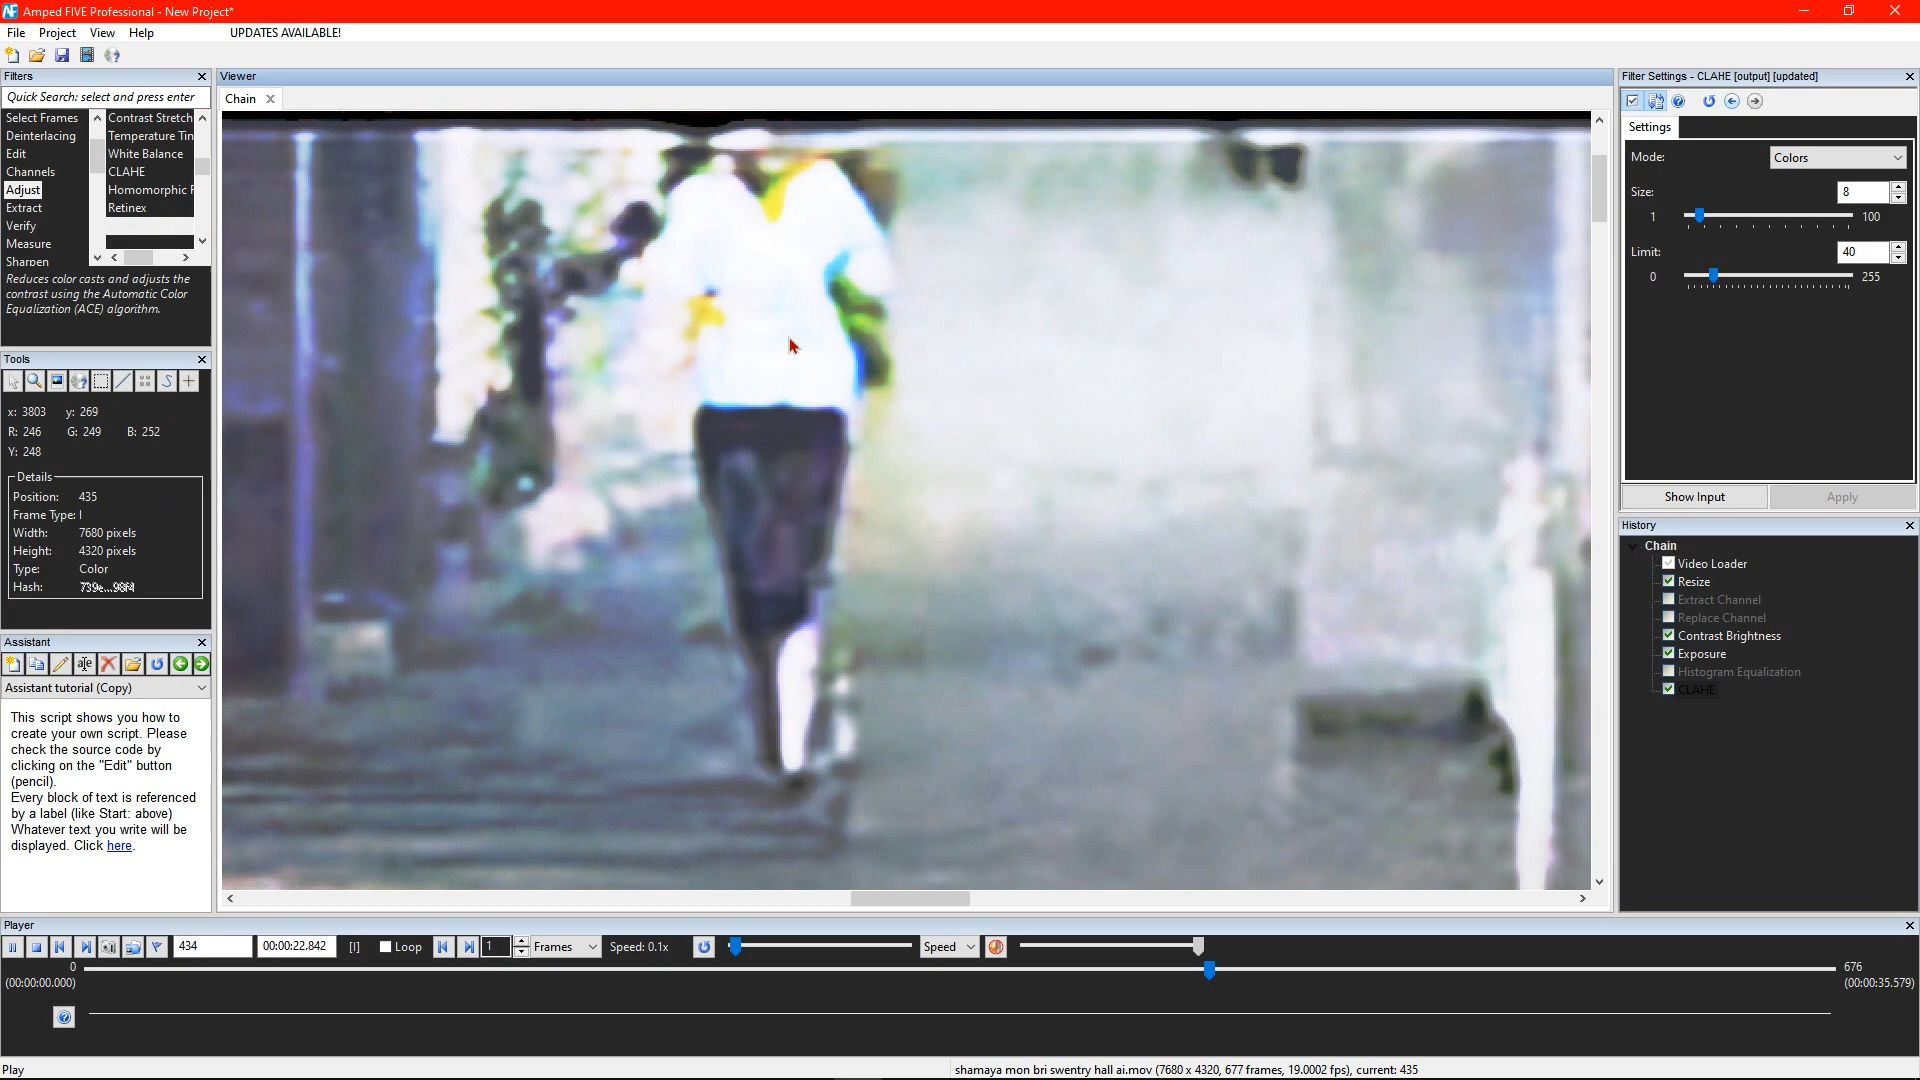 Amped FIVE Professional - New Project*
File Project View Help UPDATES AVAILABLE!
Filters
Quick Search: select and press enter
Select Frames
Deinterlacing
Edit
Channels
Adjust
Extract
Verify
Measure
Sharpen
Contrast Stretch
Temperature Tin
White Balance
CLAHE
Homomorphic F
Retinex
Reduces color casts and adjusts the
contrast using the Automatic Color
Equalization (ACE) algorithm.
Tools
x: 3803 y: 269
R: 246 G: 249 B: 252
Y: 248
Details
Position: 435
Frame Type: I
Width: 7680 pixels
Height: 4320 pixels
Type: Color
Hash: 739e...98f4
Assistant
Assistant tutorial (Copy)
This script shows you how to
create your own script. Please
check the source code by
clicking on the "Edit" button
(pencil).
Every block of text is referenced
by a label (like Start: above)
Whatever text you write will be
displayed. Click here.
Viewer
Chain
Filter Settings - CLAHE [output] [updated]
Settings
Mode: Colors
Size: 8
1 100
Limit: 40
0 255
Show Input Apply
History
Chain
Video Loader
Resize
Extract Channel
Replace Channel
Contrast Brightness
Exposure
Histogram Equalization
CLAHE
Player
434 00:00:22.842 [I] Loop 1 Frames Speed: 0.1x Speed
0 676
(00:00:00.000) (00:00:35.579)
Play shamaya mon bri swentry hall ai.mov (7680 x 4320, 677 frames, 19.0002 fps), current: 435